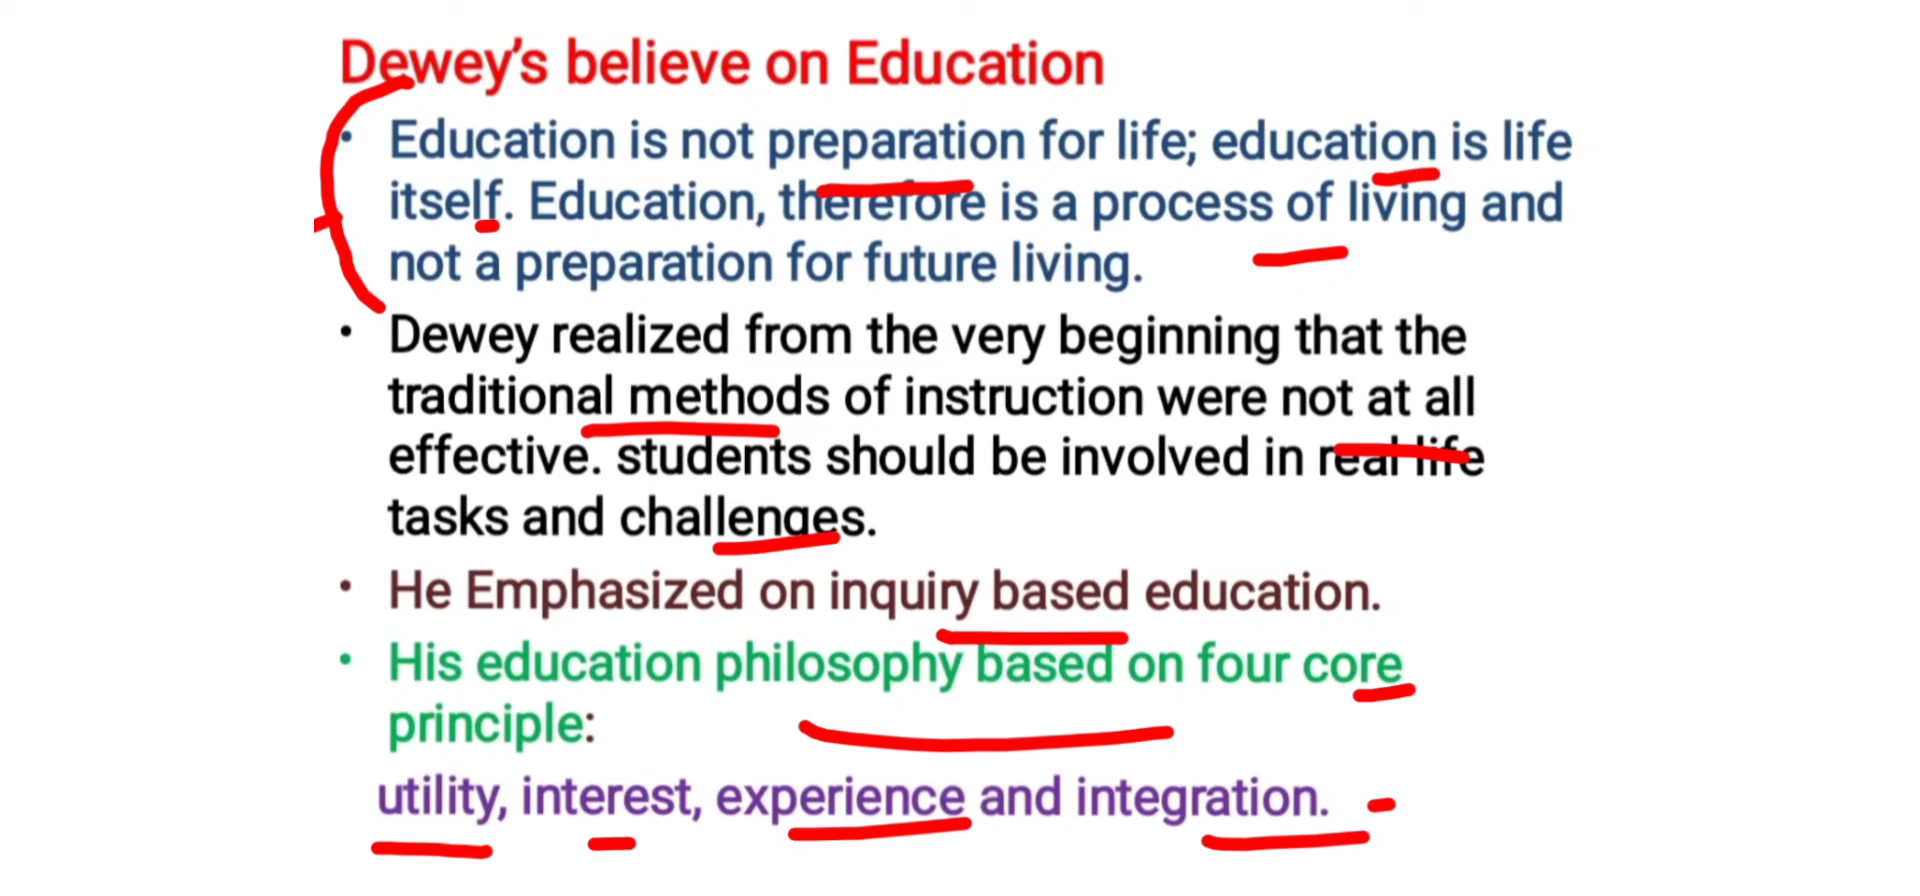 Dewey’s believe on Education
• Education is not preparation for life; education is life
itself. Education, therefore is a process of living and
not a preparation for future living.
• Dewey realized from the very beginning that the
traditional methods of instruction were not at all
effective. students should be involved in real life
tasks and challenges.
• He Emphasized on inquiry based education.
• His education philosophy based on four core
principle:
utility, interest, experience and integration.